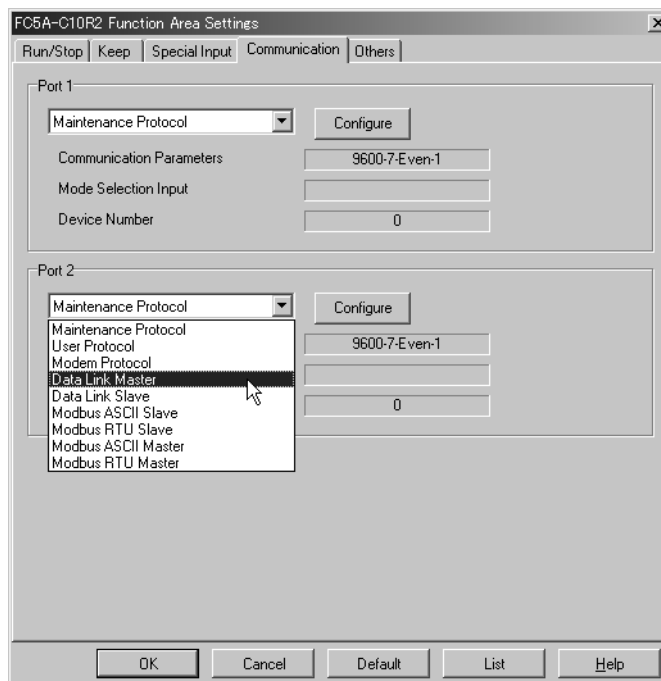 FC5A-C10R2 Function Area Settings
Run/Stop Keep Special Input Communication Others
Port 1
Maintenance Protocol Configure
Communication Parameters 9600-7-Even-1
Mode Selection Input
Device Number 0
Port 2
Maintenance Protocol Configure
Maintenance Protocol
User Protocol 9600-7-Even-1
Modem Protocol
Data Link Master
Data Link Slave 0
Modbus ASCII Slave
Modbus RTU Slave
Modbus ASCII Master
Modbus RTU Master
OK Cancel Default List Help